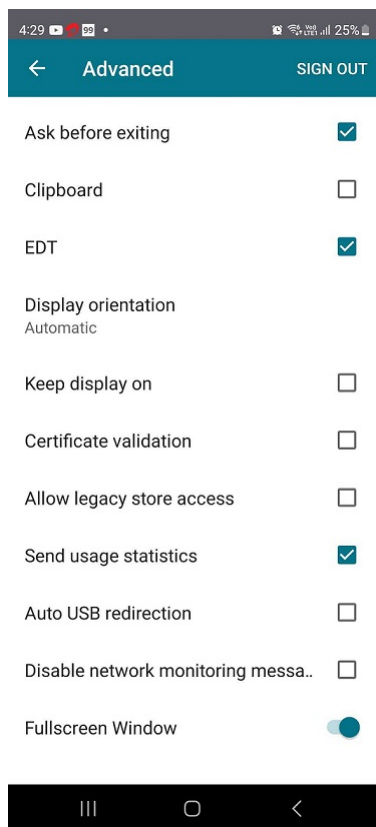 4:29 99 • 25%
Advanced SIGN OUT
Ask before exiting
Clipboard
EDT
Display orientation
Automatic
Keep display on
Certificate validation
Allow legacy store access
Send usage statistics
Auto USB redirection
Disable network monitoring messa..
Fullscreen Window